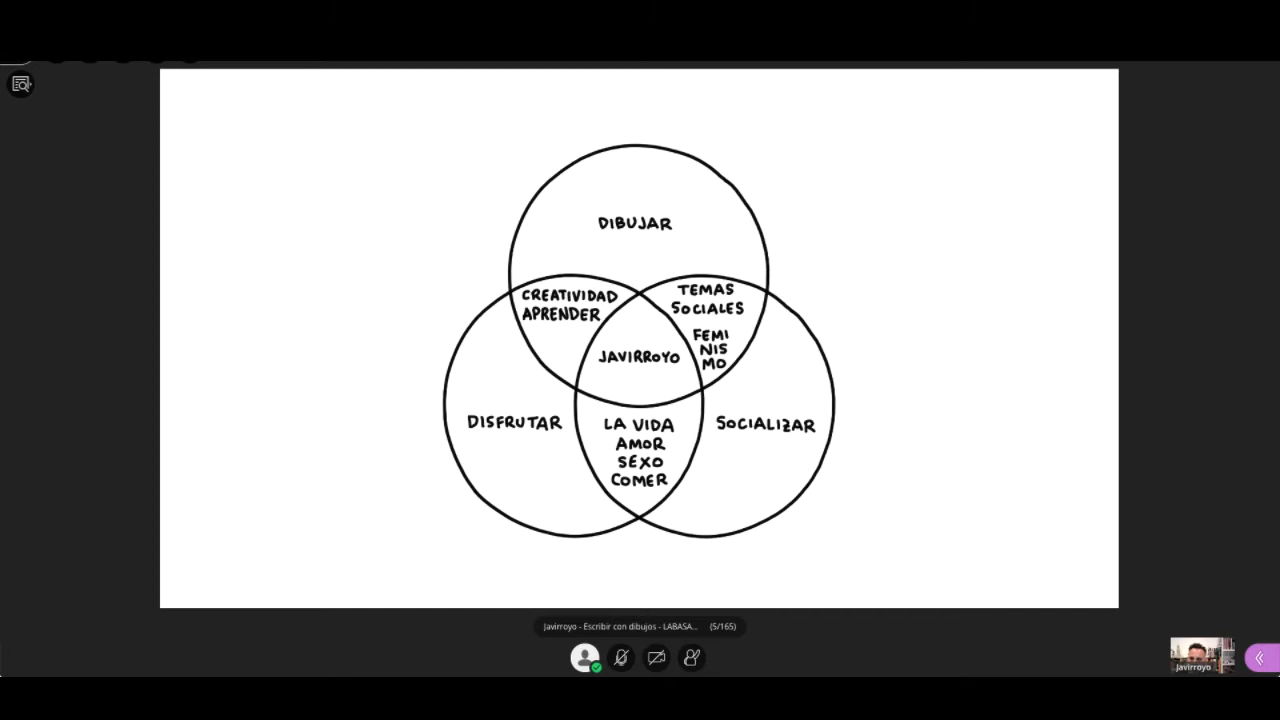 DIBUJAR
CREATIVIDAD
APRENDER
TEMAS
SOCIALES
FEMI
NIS
MO
JAVIRROYO
DISFRUTAR
LA VIDA
AMOR
SEXO
COMER
SOCIALIZAR
Javirroyo - Escribir con dibujos - LABASA... (5/165)
Javirroyo